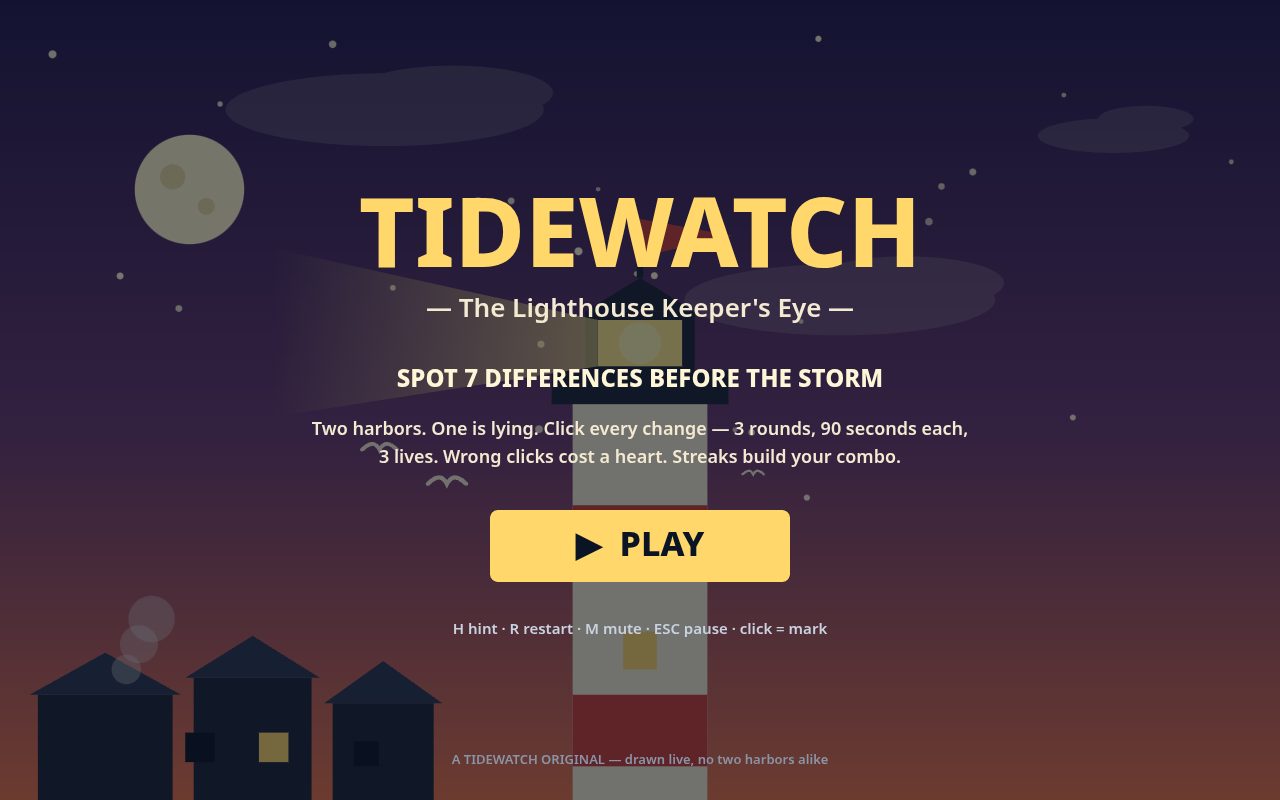 TIDEWATCH
— The Lighthouse Keeper's Eye —
SPOT 7 DIFFERENCES BEFORE THE STORM
Two harbors. One is lying. Click every change — 3 rounds, 90 seconds each,
3 lives. Wrong clicks cost a heart. Streaks build your combo.
▶ PLAY
H hint · R restart · M mute · ESC pause · click = mark
A TIDEWATCH ORIGINAL — drawn live, no two harbors alike